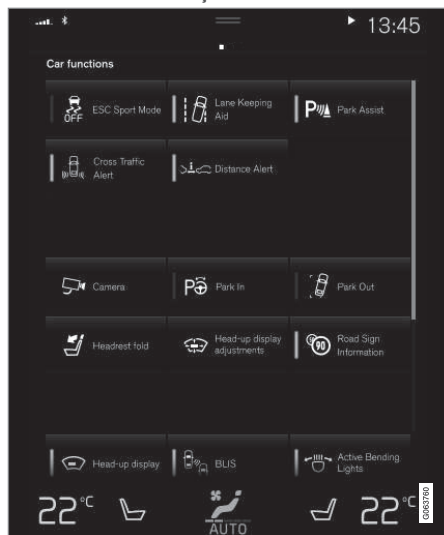 13:45
Car functions
OFF
ESC Sport Mode
Lane Keeping
Aid
P
Park Assist
Cross Traffic
Alert
Distance Alert
Camera
P
Park In
Park Out
Headrest fold
Head-up display
adjustments
90
Road Sign
Information
Head-up display
BLIS
Active Bending
Lights
22°C
AUTO
22°C
G063760